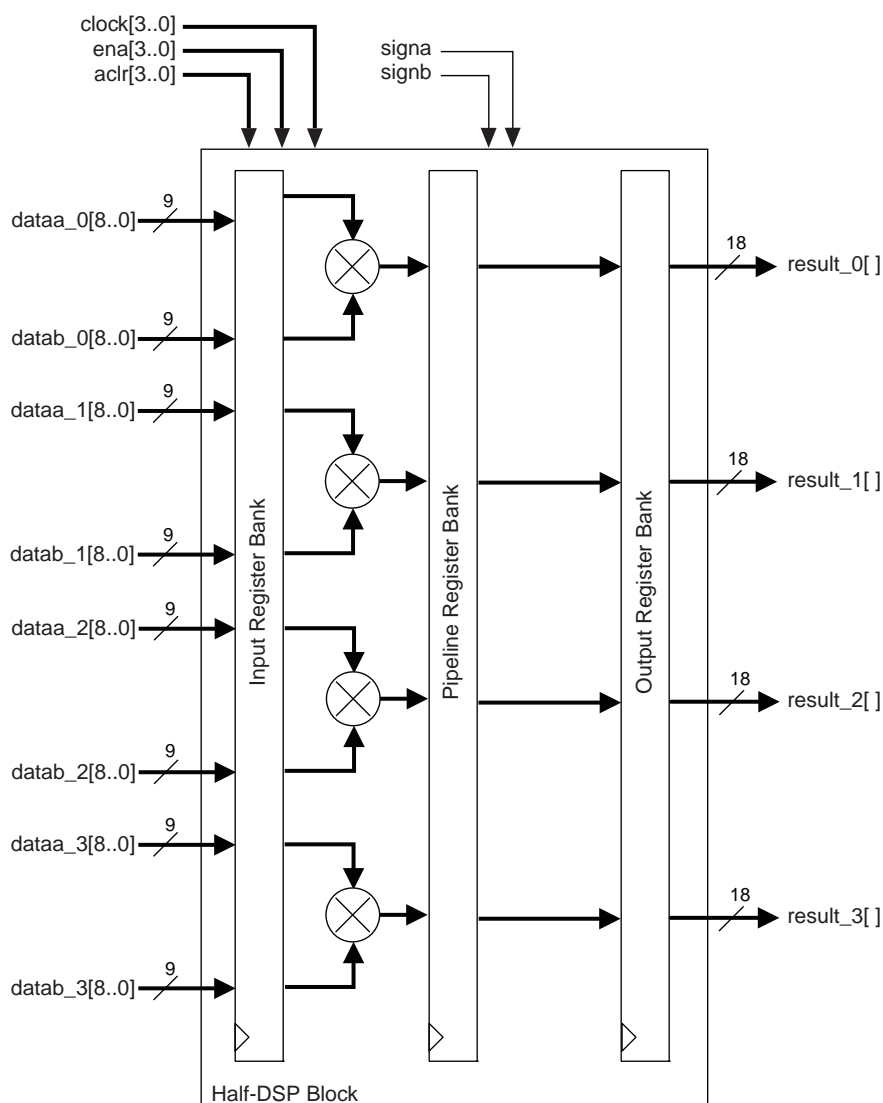 clock[3..0]
ena[3..0]
aclr[3..0]
signa
signb
9
dataa_0[8..0]
18
result_0[ ]
9
datab_0[8..0]
9
dataa_1[8..0]
18
result_1[ ]
9
datab_1[8..0]
9
dataa_2[8..0]
18
result_2[ ]
9
datab_2[8..0]
9
dataa_3[8..0]
18
result_3[ ]
9
datab_3[8..0]
Input Register Bank
Pipeline Register Bank
Output Register Bank
Half-DSP Block